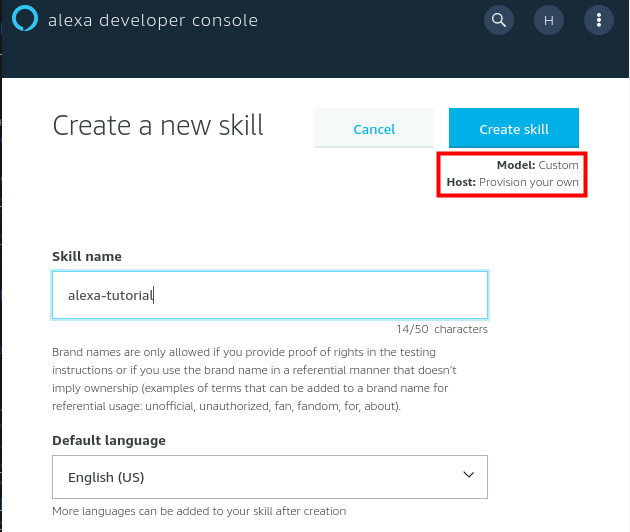 alexa developer console
H
Create a new skill
Cancel
Create skill
Model: Custom
Host: Provision your own
Skill name
alexa-tutorial
14/50 characters
Brand names are only allowed if you provide proof of rights in the testing
instructions or if you use the brand name in a referential manner that doesn't
imply ownership (examples of terms that can be added to a brand name for
referential usage: unofficial, unauthorized, fan, fandom, for, about).
Default language
English (US)
More languages can be added to your skill after creation